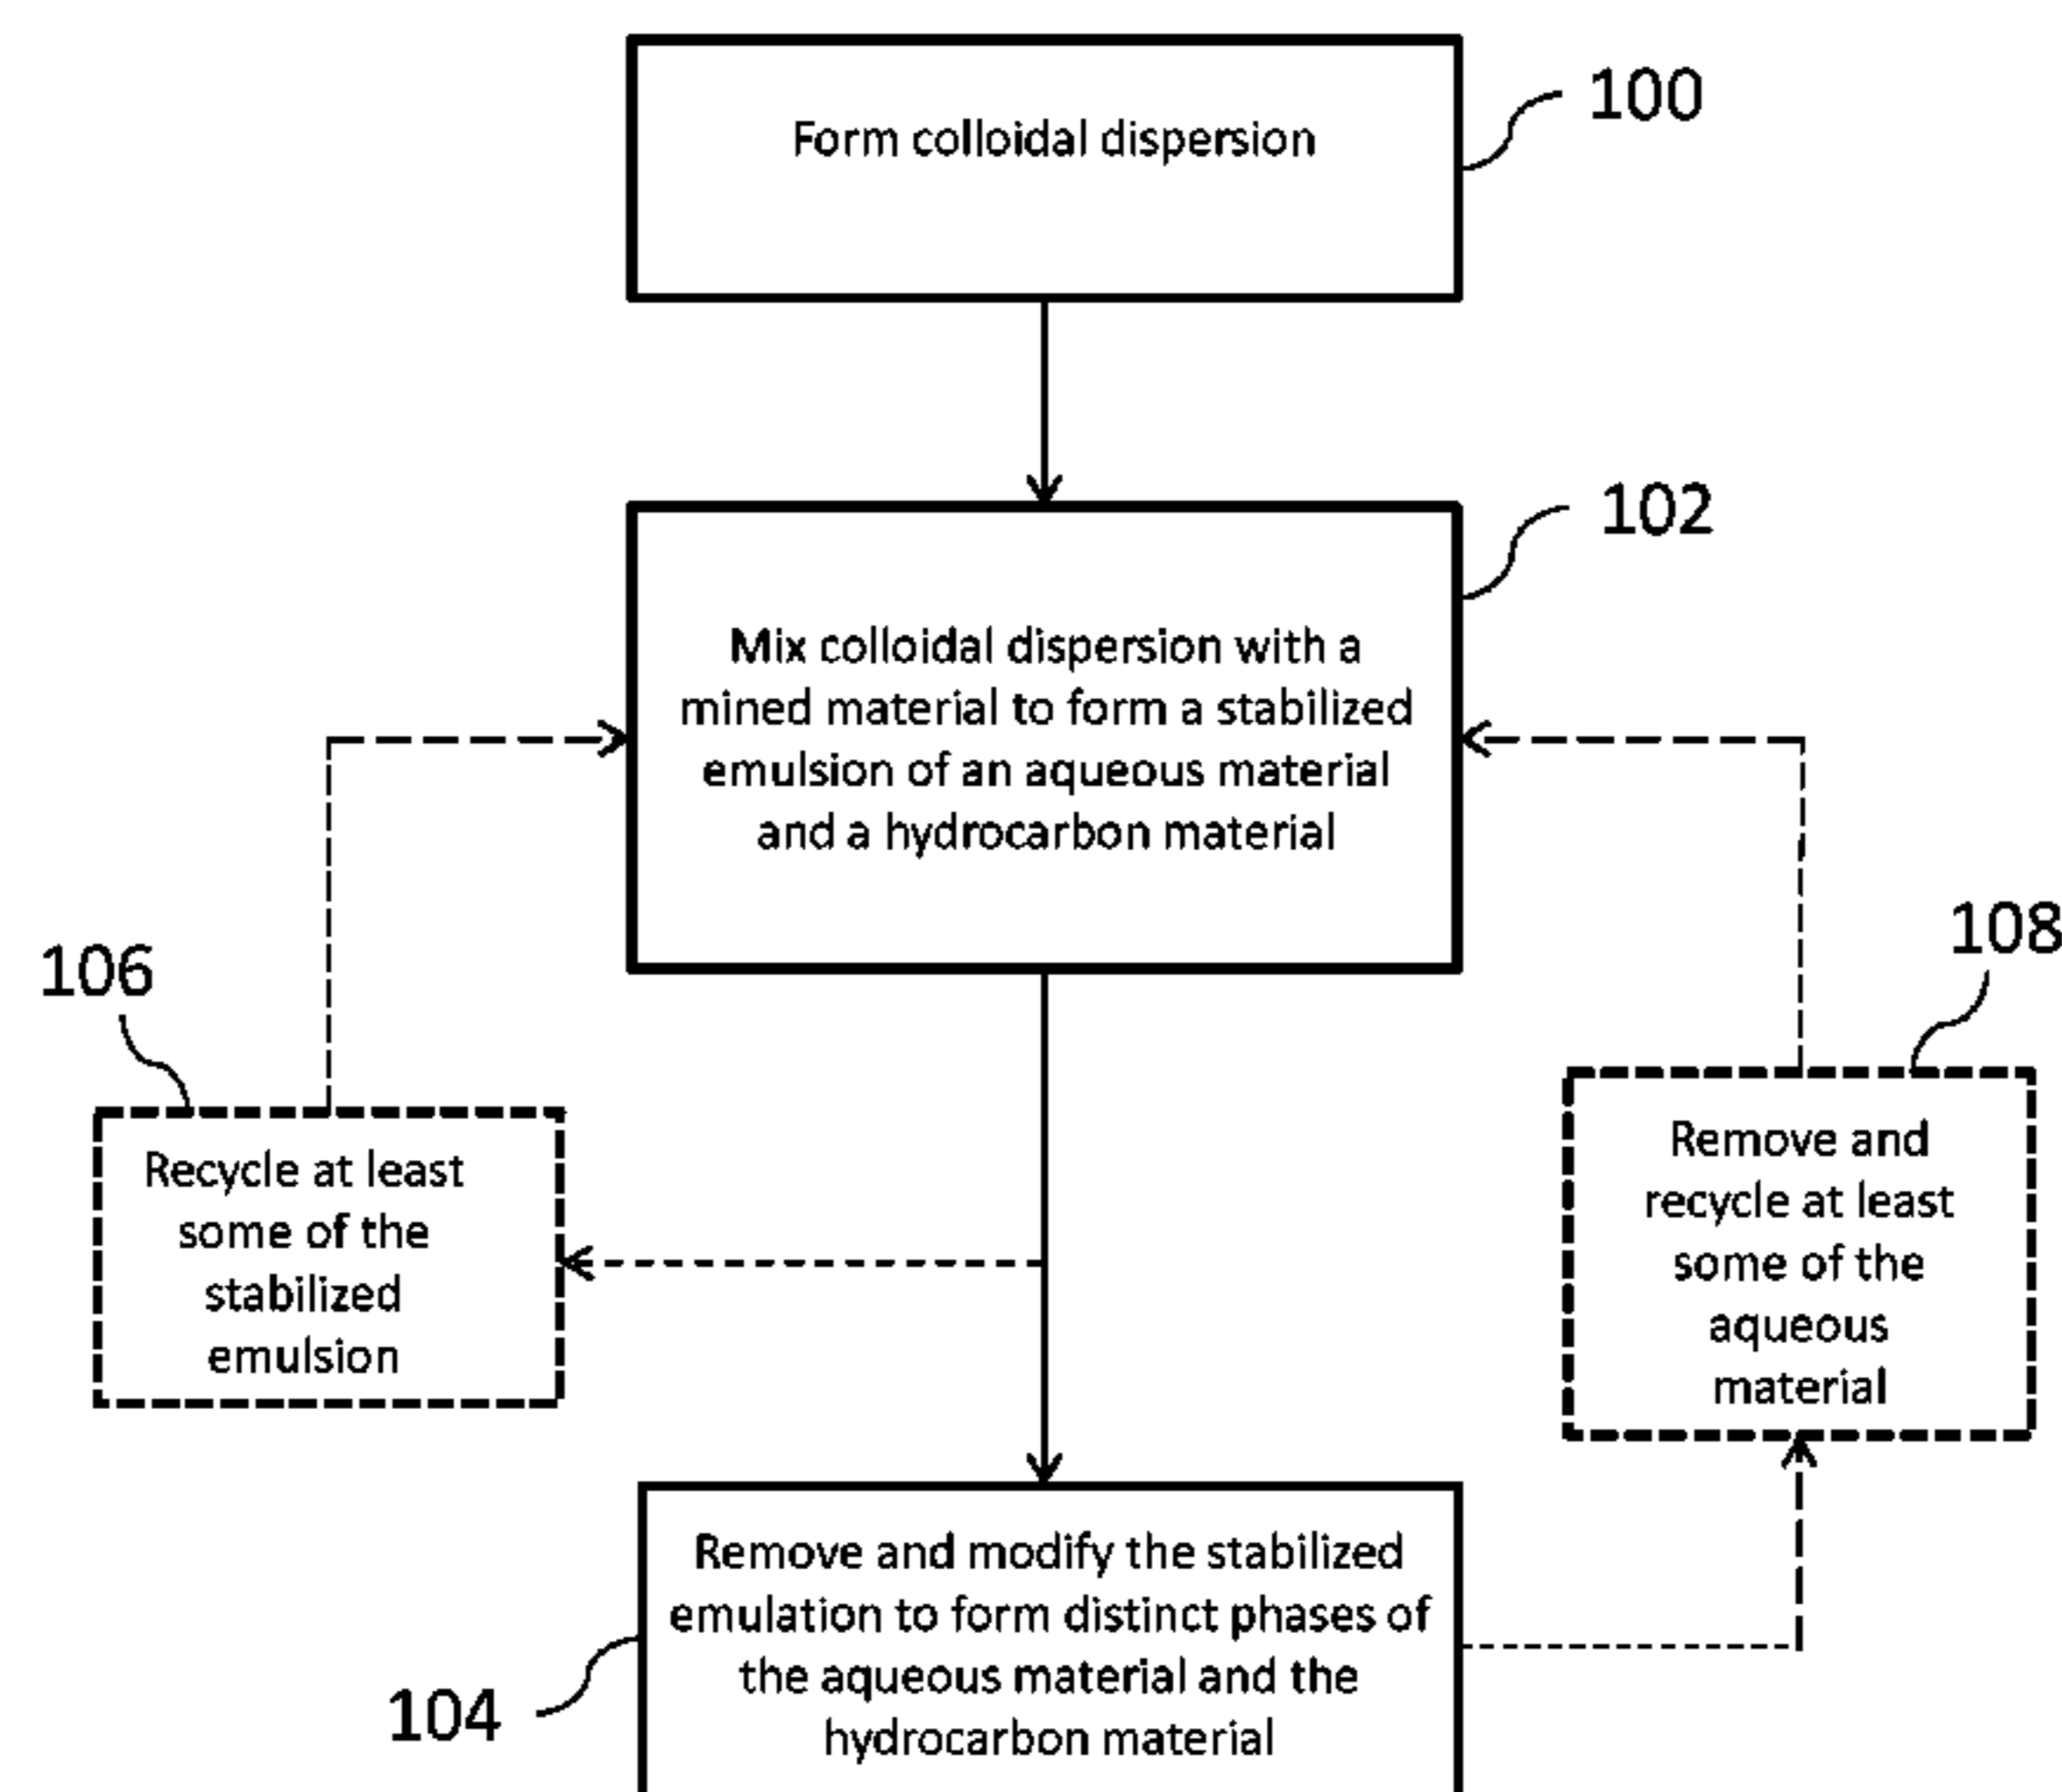 Form colloidal dispersion
100
102
Mix colloidal dispersion with a
mined material to form a stabilized
emulsion of an aqueous material
and a hydrocarbon material
106
108
Recycle at least
some of the
stabilized
emulsion
Remove and
recycle at least
some of the
aqueous
material
Remove and modify the stabilized
emulation to form distinct phases of
the aqueous material and the
hydrocarbon material
104